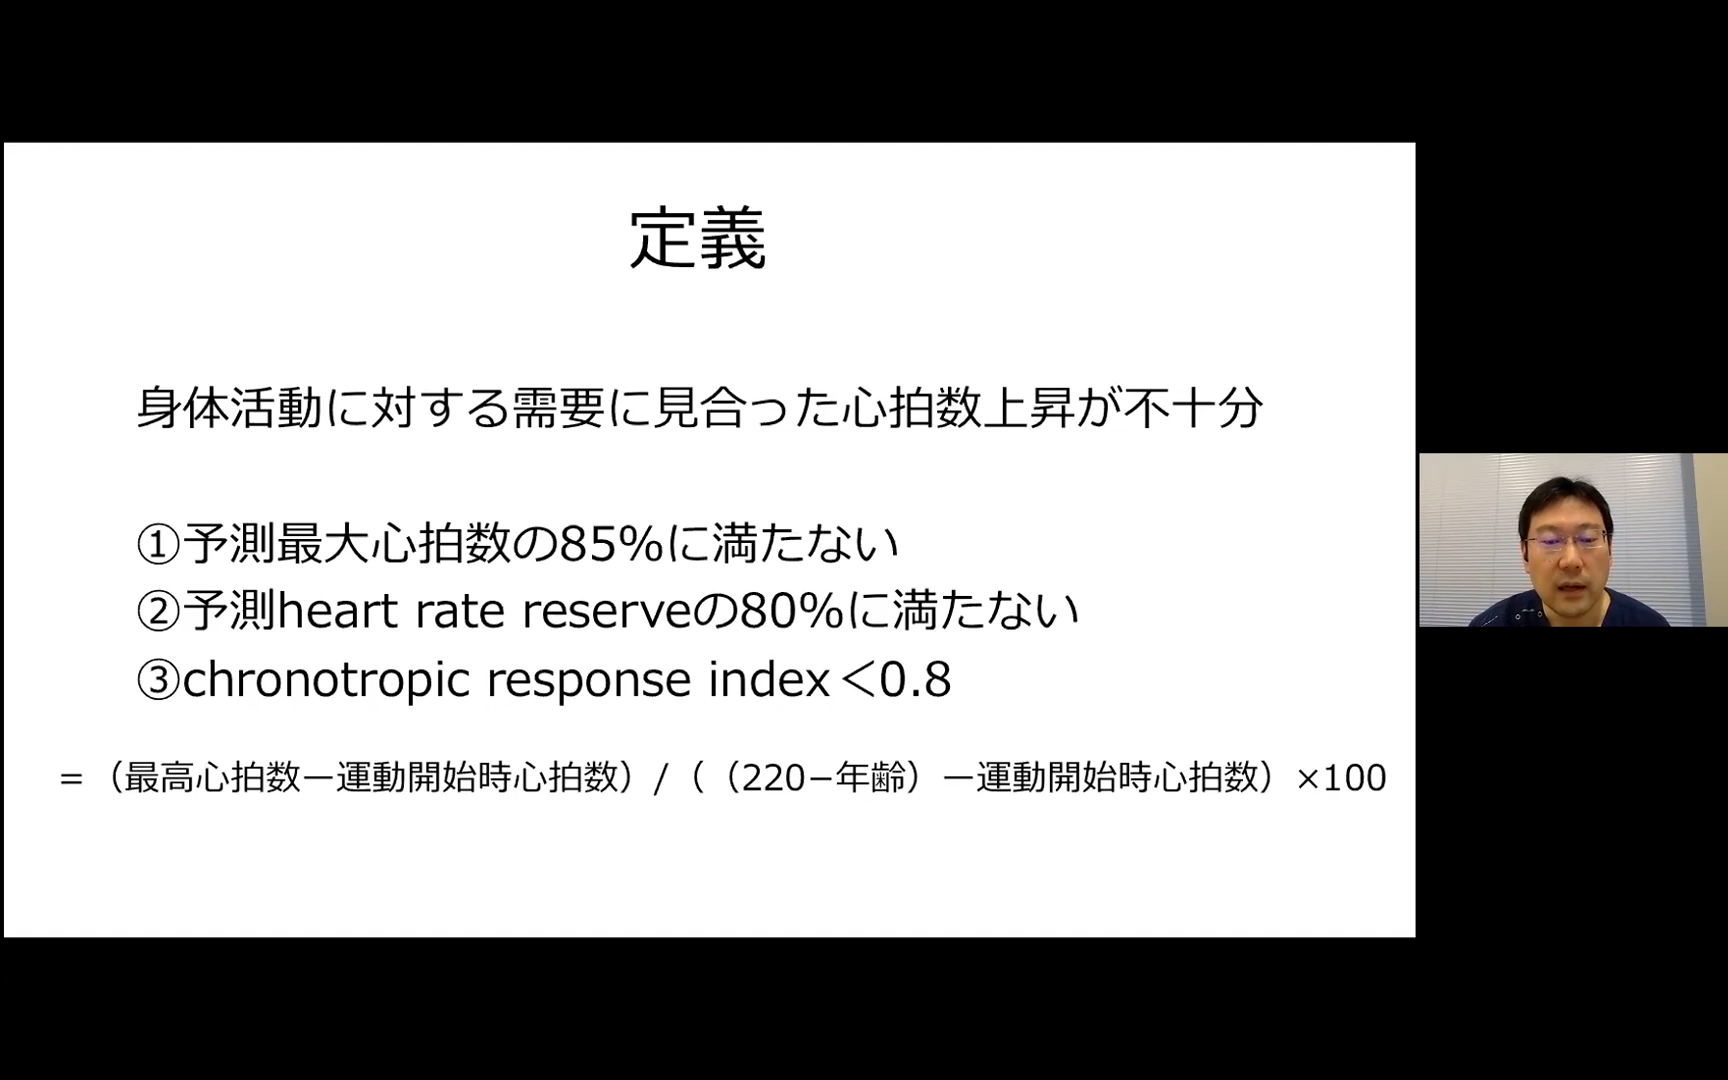 定義
身体活動に対する需要に見合った心拍数上昇が不十分
①予測最大心拍数の85%に満たない
②予測heart rate reserveの80%に満たない
③chronotropic response index＜0.8
＝（最高心拍数ー運動開始時心拍数）/（（220−年齢）ー運動開始時心拍数）×100